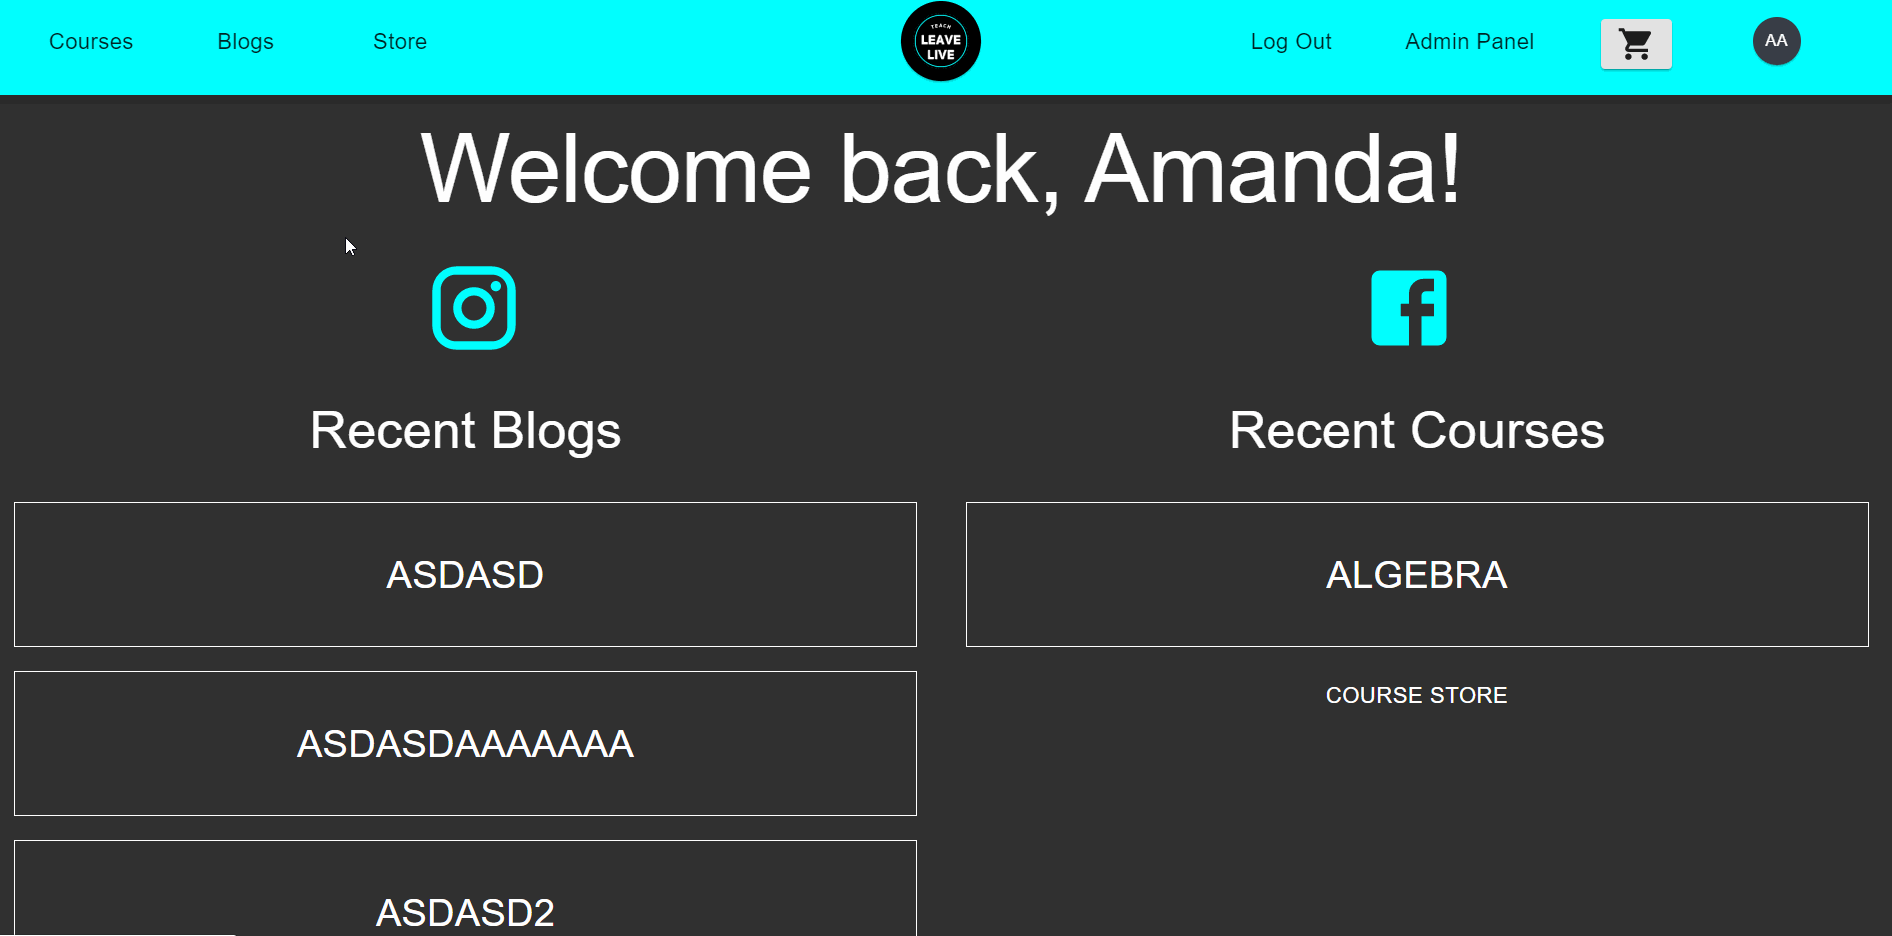 Courses Blogs Store
TEACH
LEAVE
LIVE
Log Out Admin Panel AA
Welcome back, Amanda!
Recent Blogs
ASDASD
ASDASDAAAAAAA
ASDASD2
Recent Courses
ALGEBRA
COURSE STORE